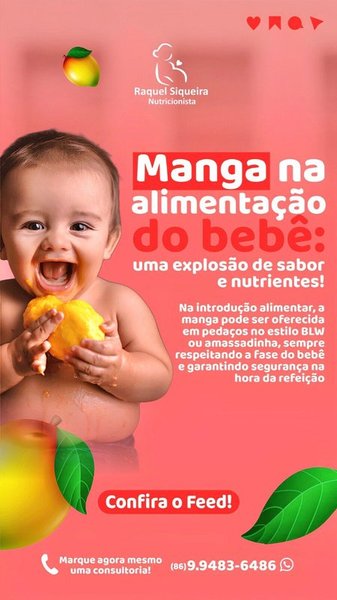 Raquel Siqueira
Nutricionista
Manga na
alimentação
do bebê:
uma explosão de sabor
e nutrientes!
Na introdução alimentar, a
manga pode ser oferecida
em pedaços no estilo BLW
ou amassadinha, sempre
respeitando a fase do bebê
e garantindo segurança na
hora da refeição
Confira o Feed!
Marque agora mesmo
uma consultoria!
(86)9.9483-6486